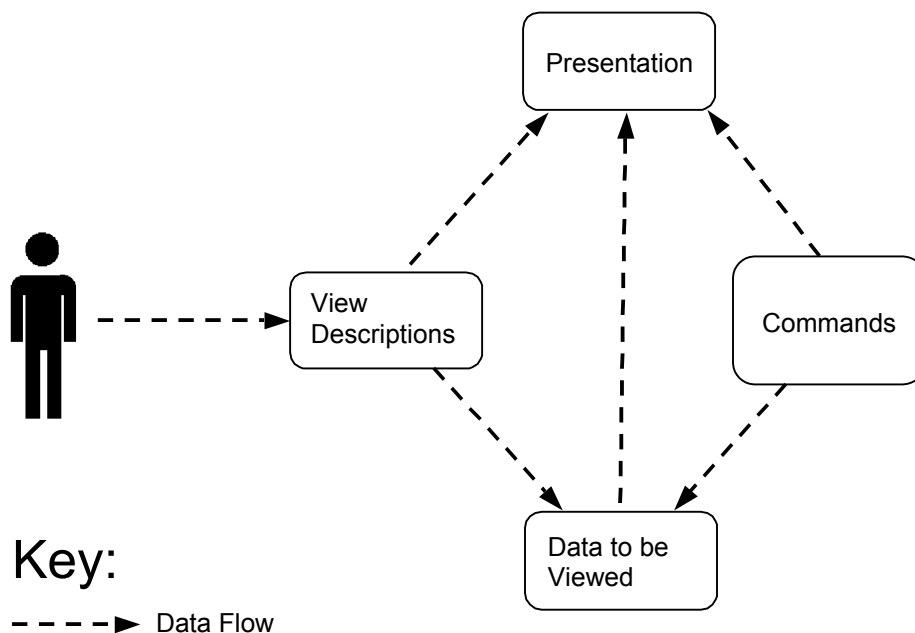 Presentation
View
Descriptions
Commands
Data to be
Viewed
Key:
Data Flow